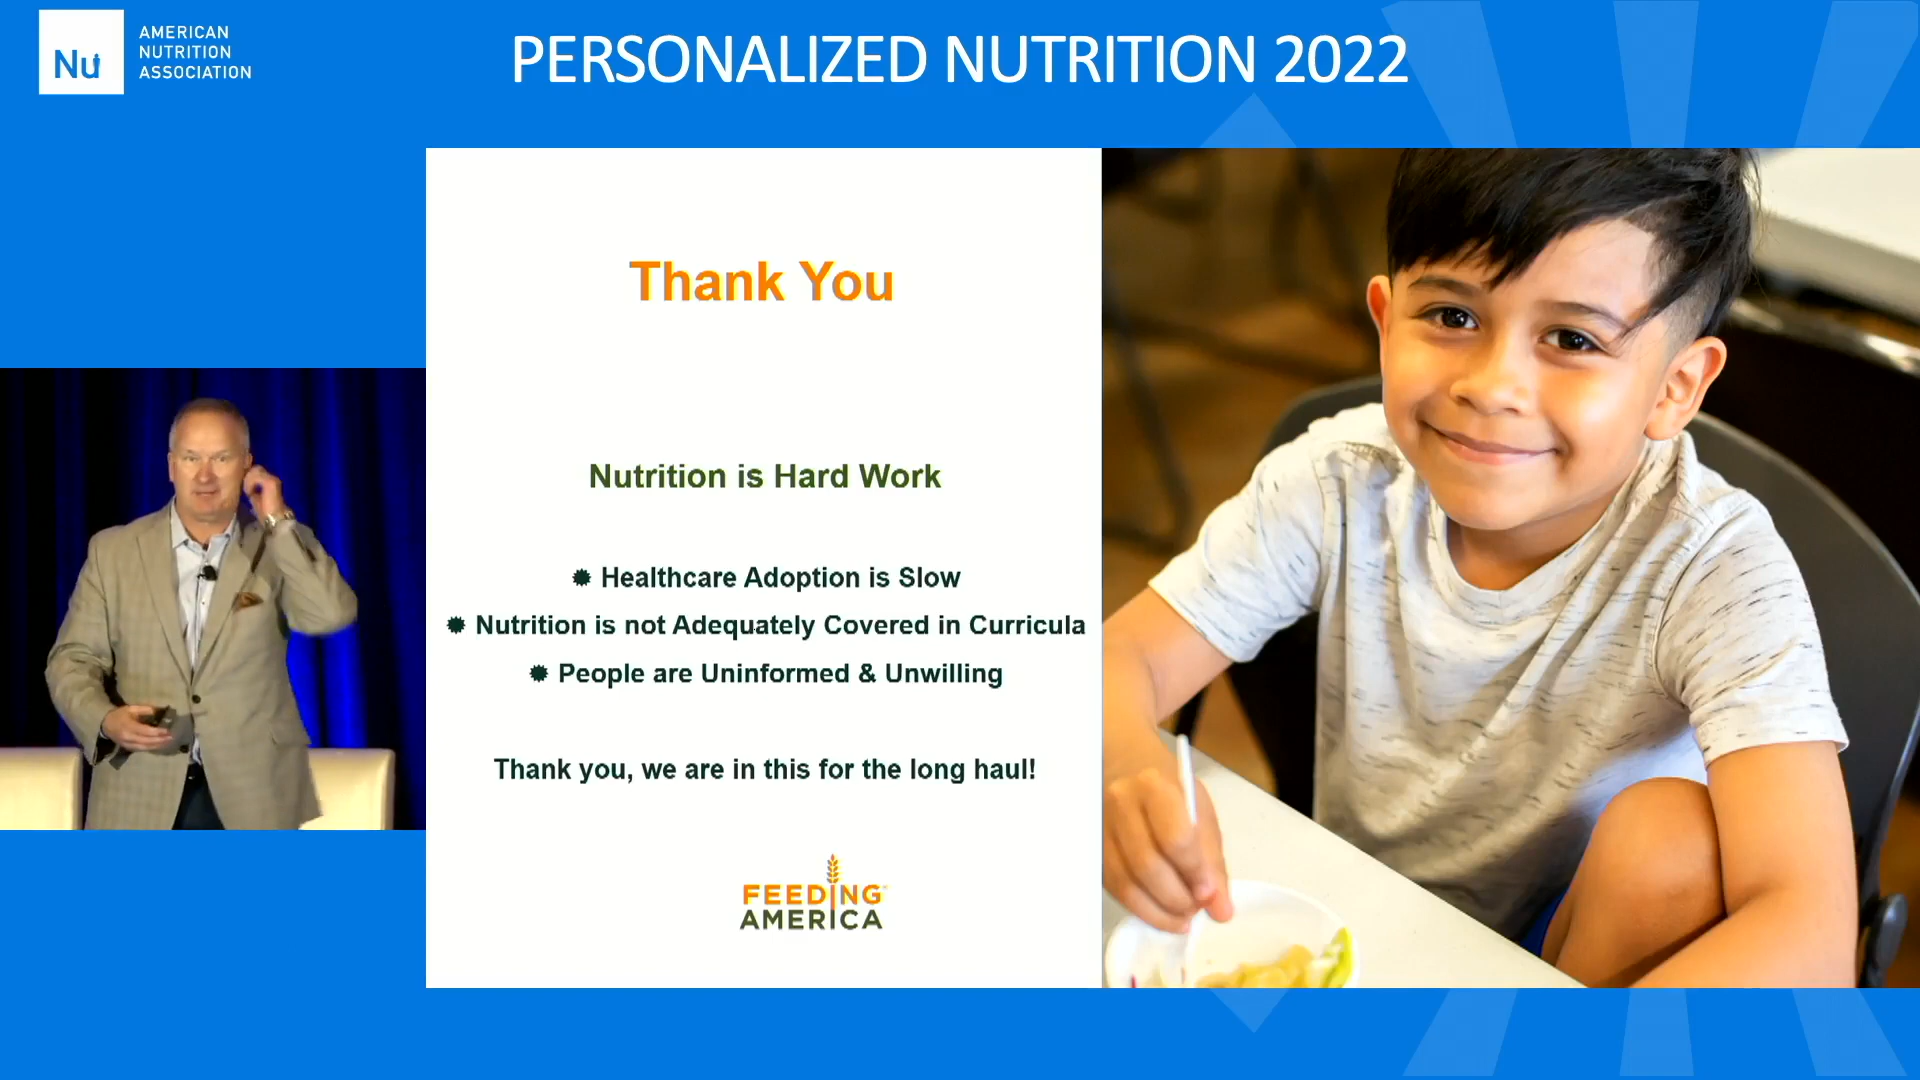 Nu
AMERICAN
NUTRITION
ASSOCIATION
PERSONALIZED NUTRITION 2022
Thank You
Nutrition is Hard Work
Healthcare Adoption is Slow
Nutrition is not Adequately Covered in Curricula
People are Uninformed & Unwilling
Thank you, we are in this for the long haul!
FEEDING
AMERICA